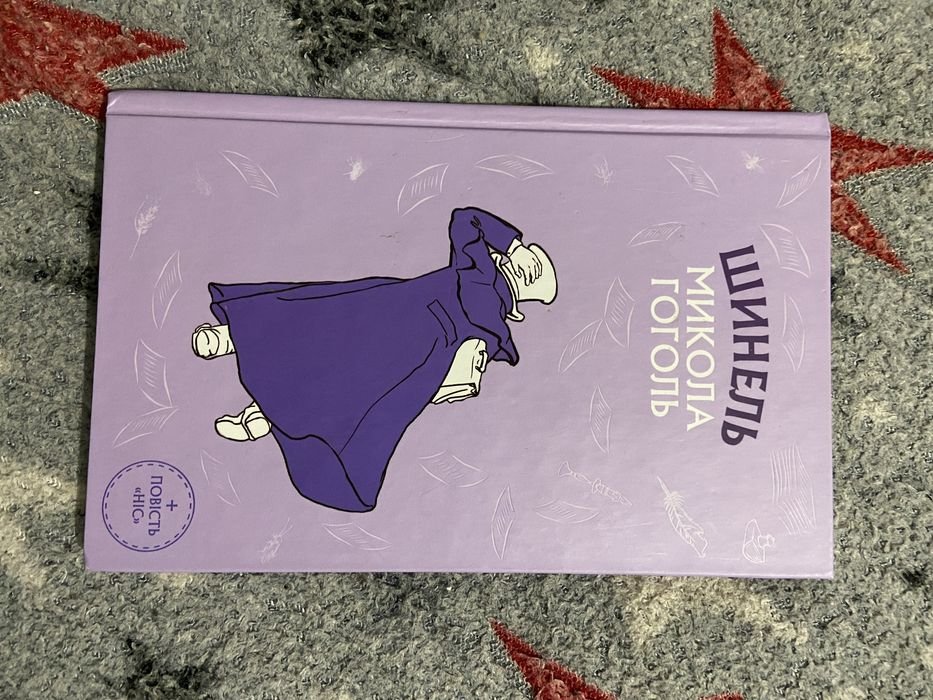 ШИНЕЛЬ
МИКОЛА
ГОГОЛЬ
+
ПОВІСТЬ
«НІС»